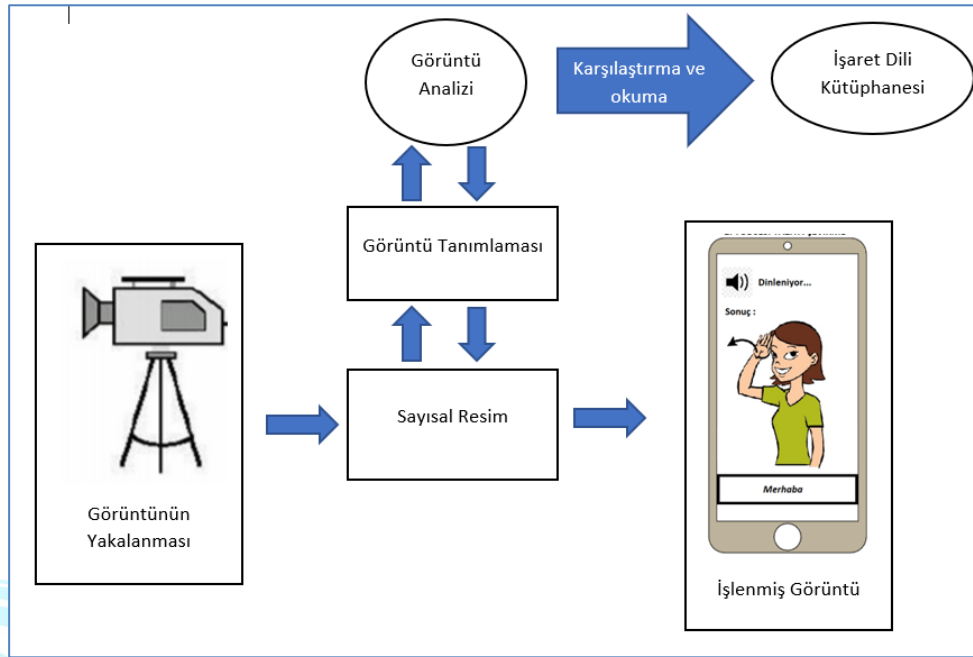 Görüntü
Analizi
Karşılaştırma ve
okuma
İşaret Dili
Kütüphanesi
Görüntü Tanımlaması
Sayısal Resim
Görüntünün
Yakalanması
Dinleniyor...
Sonuç :
Merhaba
İşlenmiş Görüntü